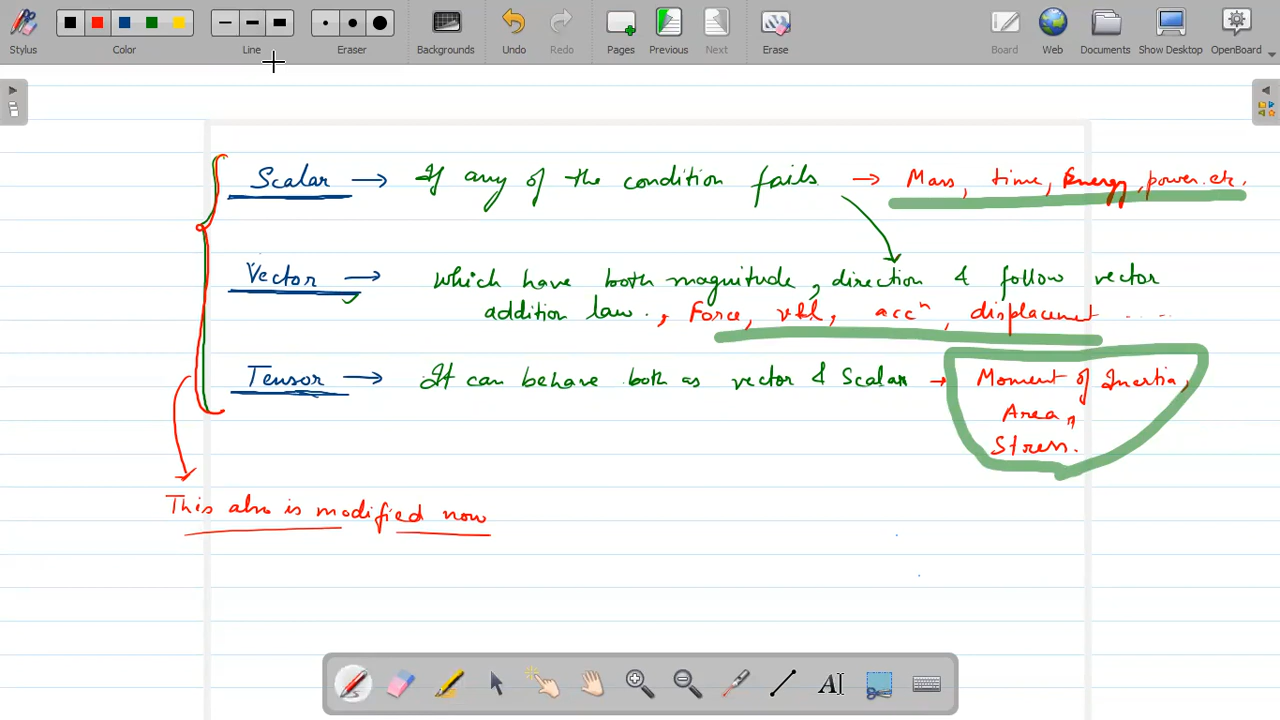 Stylus
Color
Line
Eraser
Backgrounds
Undo
Redo
Pages
Previous
Next
Erase
Board
Web
Documents
Show Desktop
OpenBoard
Scalar → If any of the condition fails → Mass, time, Energy, power. etc.
Vector → which have both magnitude, direction & follow vector
addition law. , Force, vel, accⁿ, displacement .....
Tensor → It can behave both as vector & Scalar → Moment of Inertia,
Area,
Stress.
This also is modified now
AI